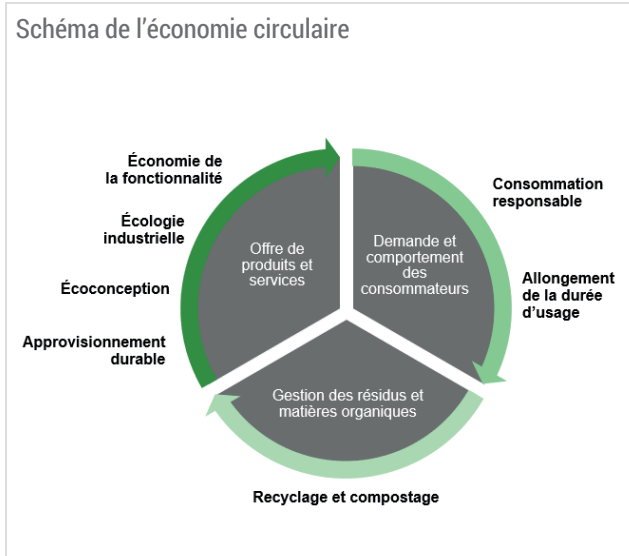 Schéma de l'économie circulaire
Économie de
la fonctionnalité
Écologie
industrielle
Écoconception
Approvisionnement
durable
Offre de
produits et
services
Demande et
comportement
des
consommateurs
Consommation
responsable
Allongement
de la durée
d'usage
Gestion des résidus et
matières organiques
Recyclage et compostage